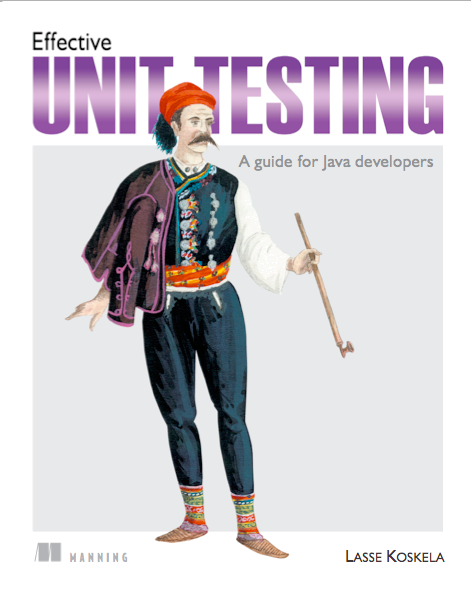 Effective
UNIT TESTING
A guide for Java developers
MANNING
LASSE KOSKELA